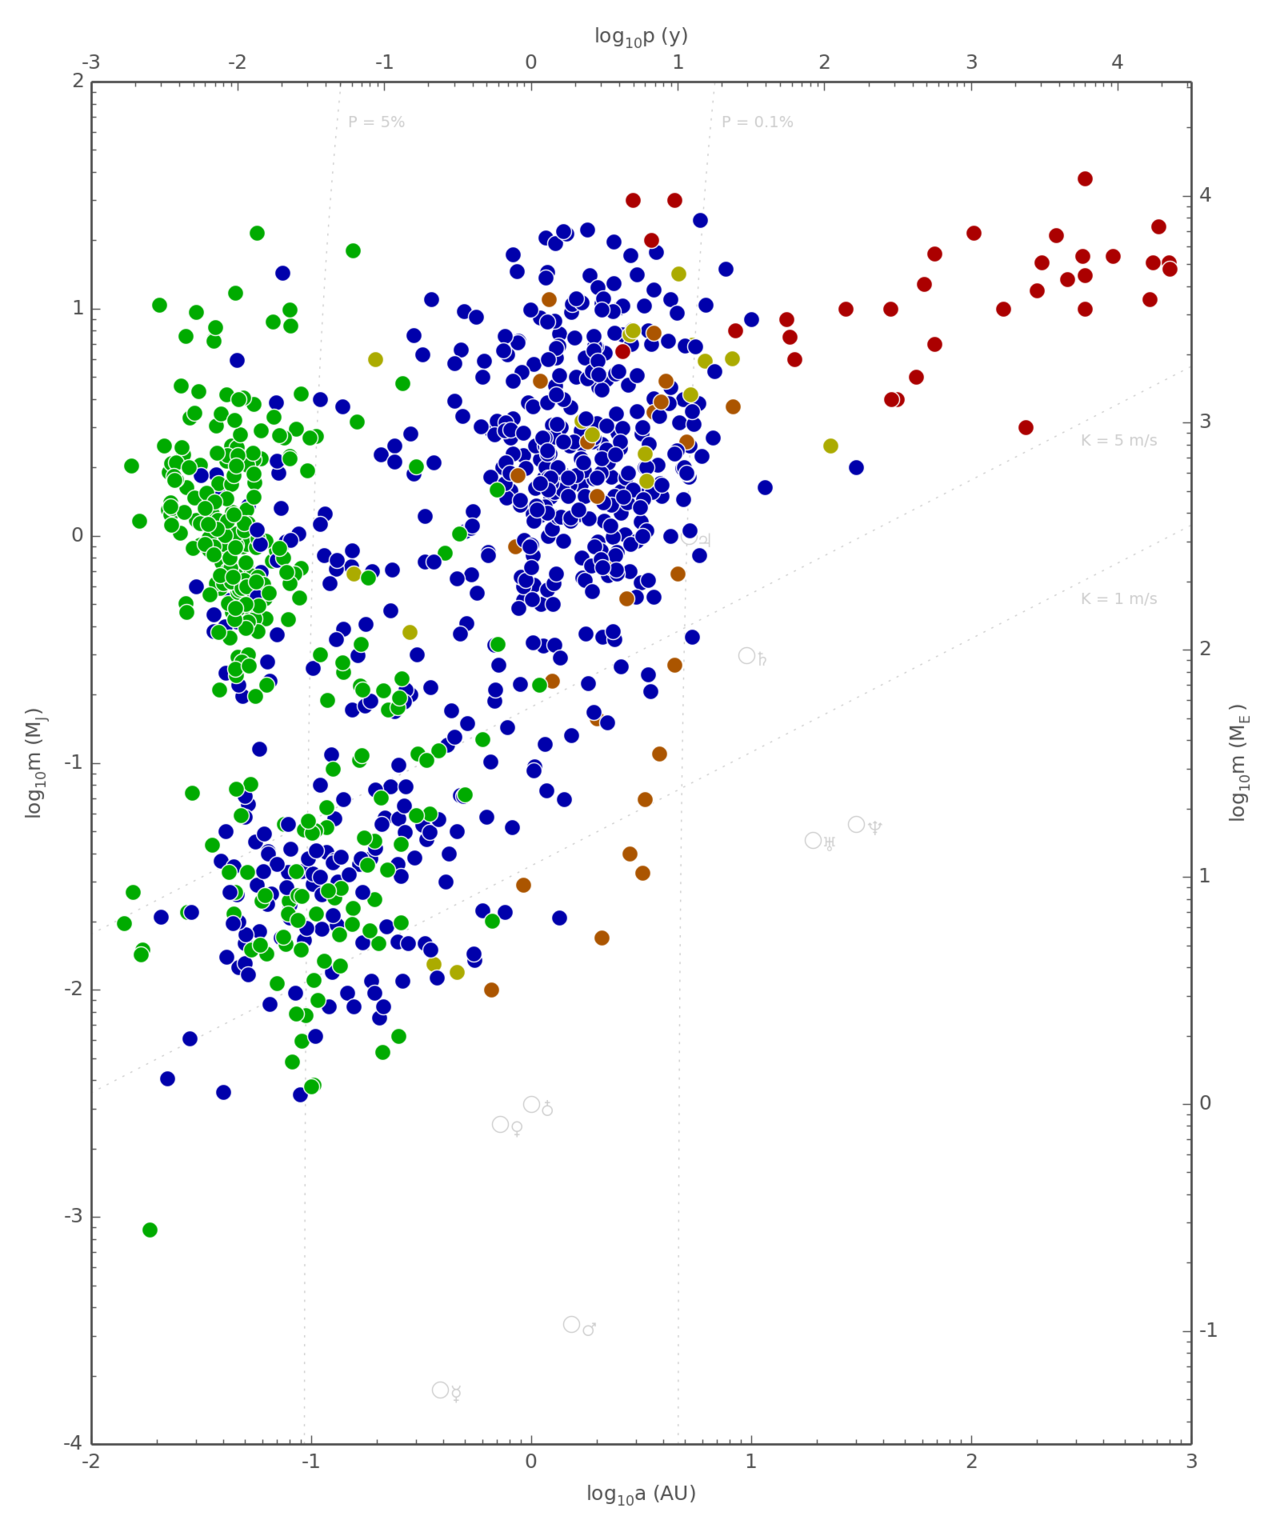 log10p (y)
-3 -2 -1 0 1 2 3 4
2
P = 5% P = 0.1%
4
1
3
K = 5 m/s
0
♃
K = 1 m/s
2
♄
log10m (MJ)
log10m (ME)
-1
♅ ♆
1
-2
0
♁
♀
-3
-1
♂
☿
-4
-2 -1 0 1 2 3
log10a (AU)